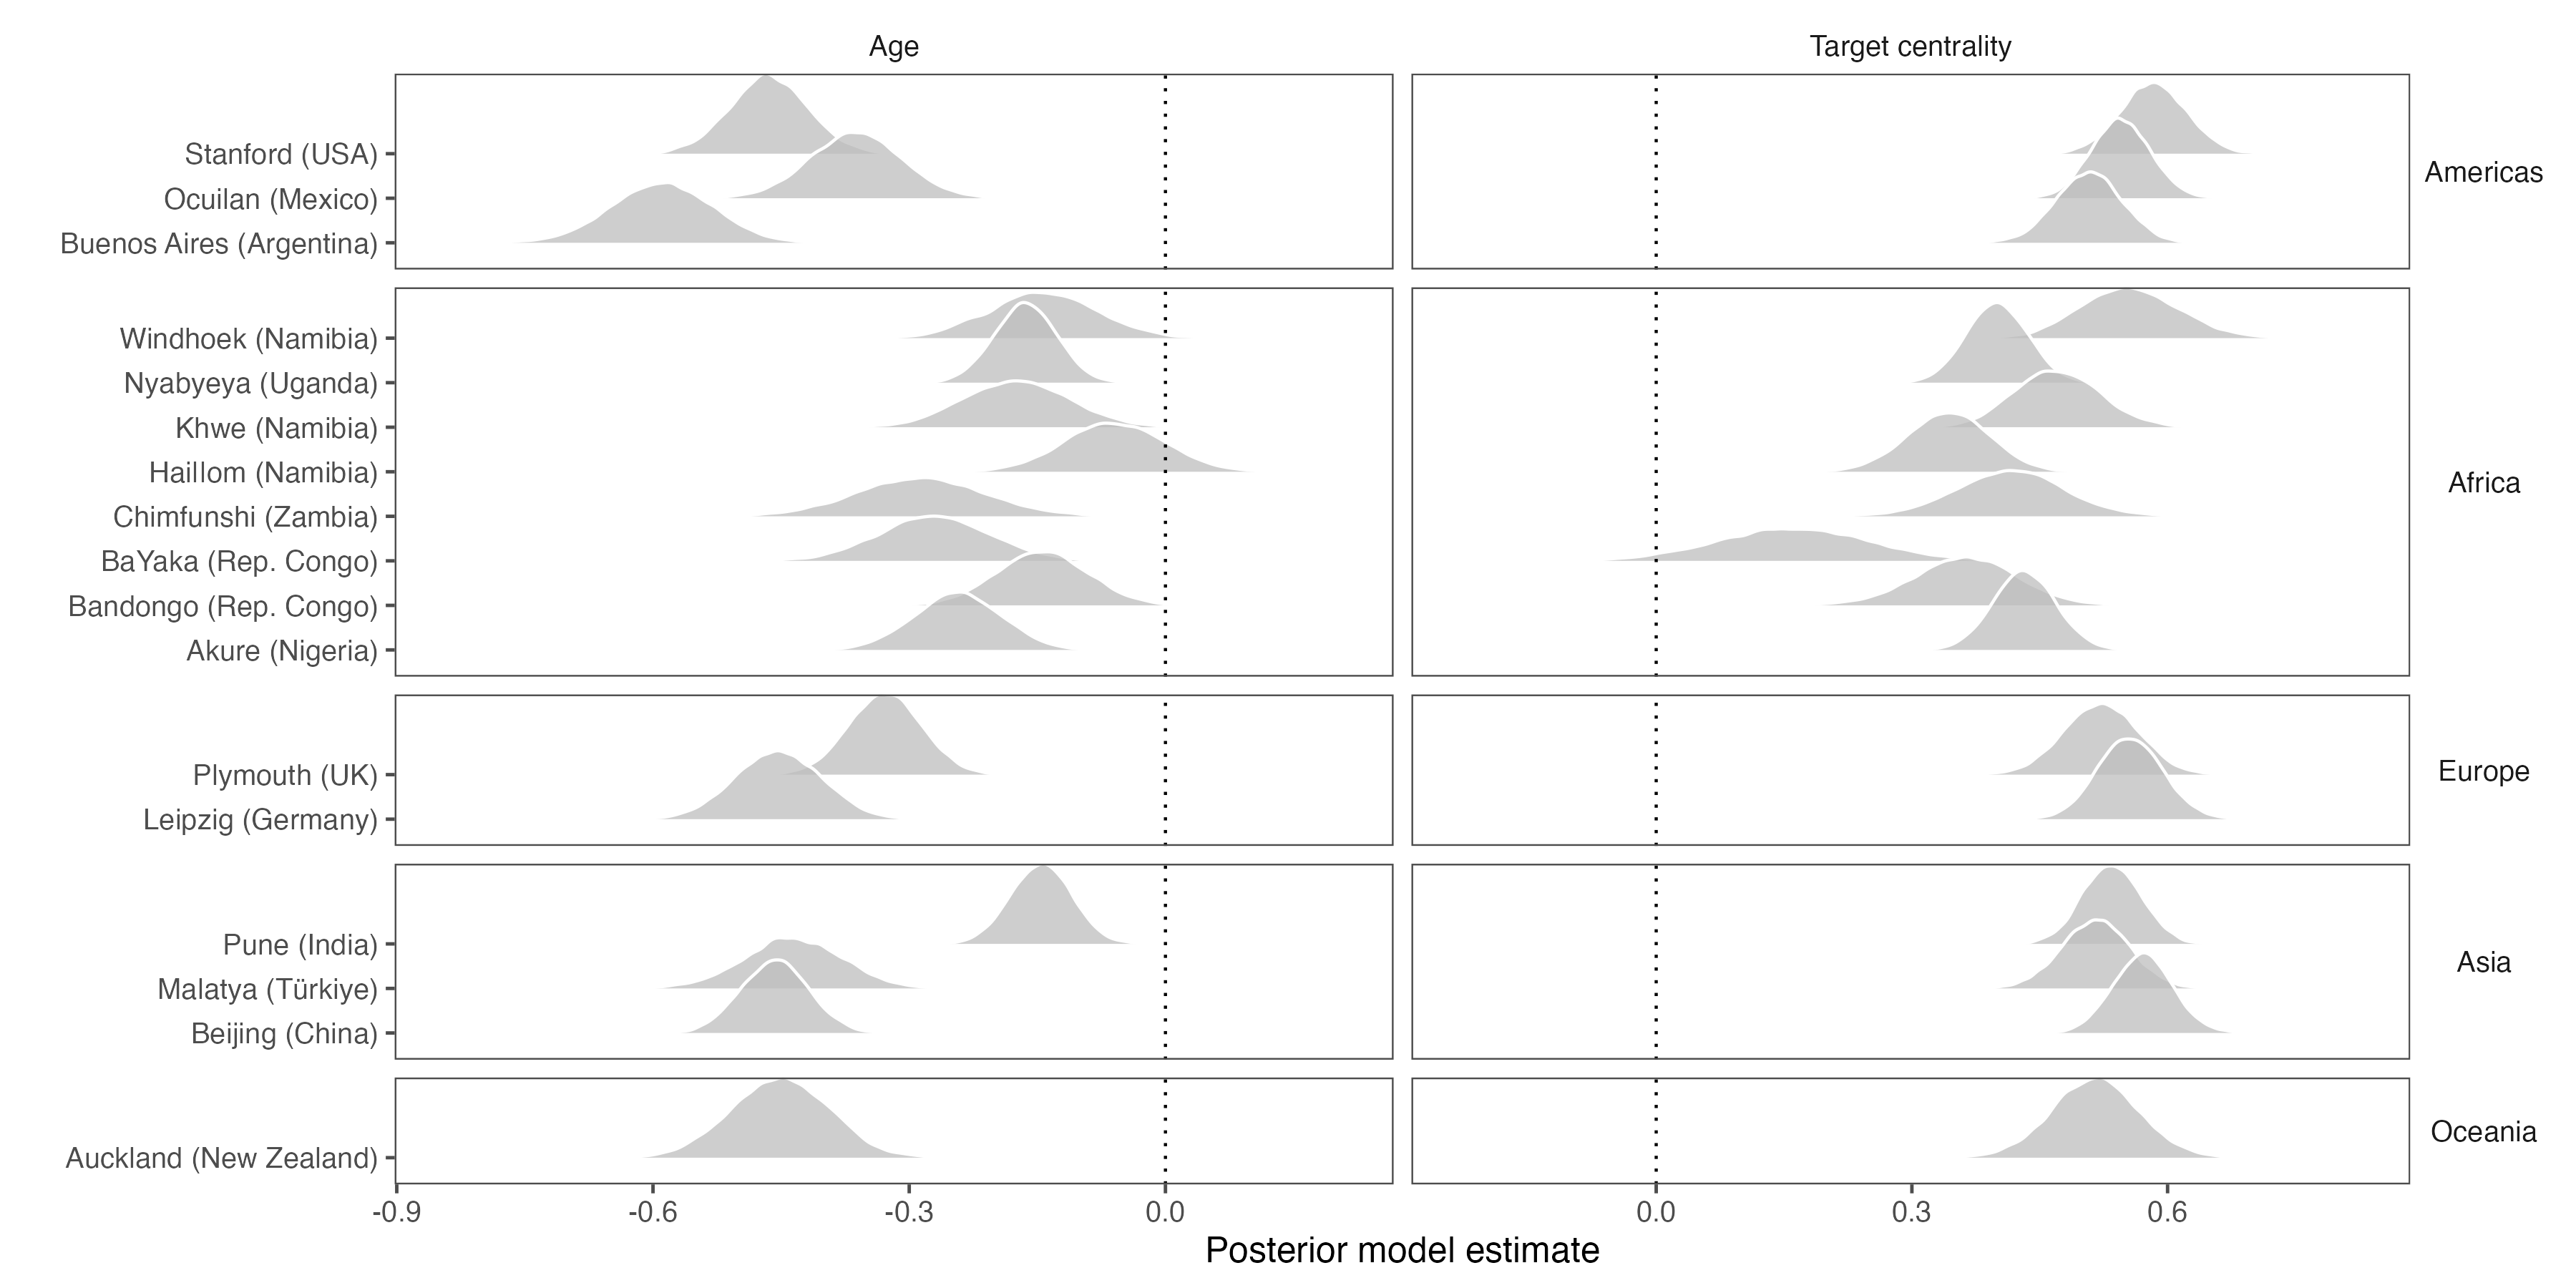 Age
Target centrality
Stanford (USA)
Ocuilan (Mexico)
Buenos Aires (Argentina)
Americas
Windhoek (Namibia)
Nyabyeya (Uganda)
Khwe (Namibia)
Haillom (Namibia)
Chimfunshi (Zambia)
BaYaka (Rep. Congo)
Bandongo (Rep. Congo)
Akure (Nigeria)
Africa
Plymouth (UK)
Leipzig (Germany)
Europe
Pune (India)
Malatya (Türkiye)
Beijing (China)
Asia
Auckland (New Zealand)
Oceania
-0.9 -0.6 -0.3 0.0 0.0 0.3 0.6
Posterior model estimate